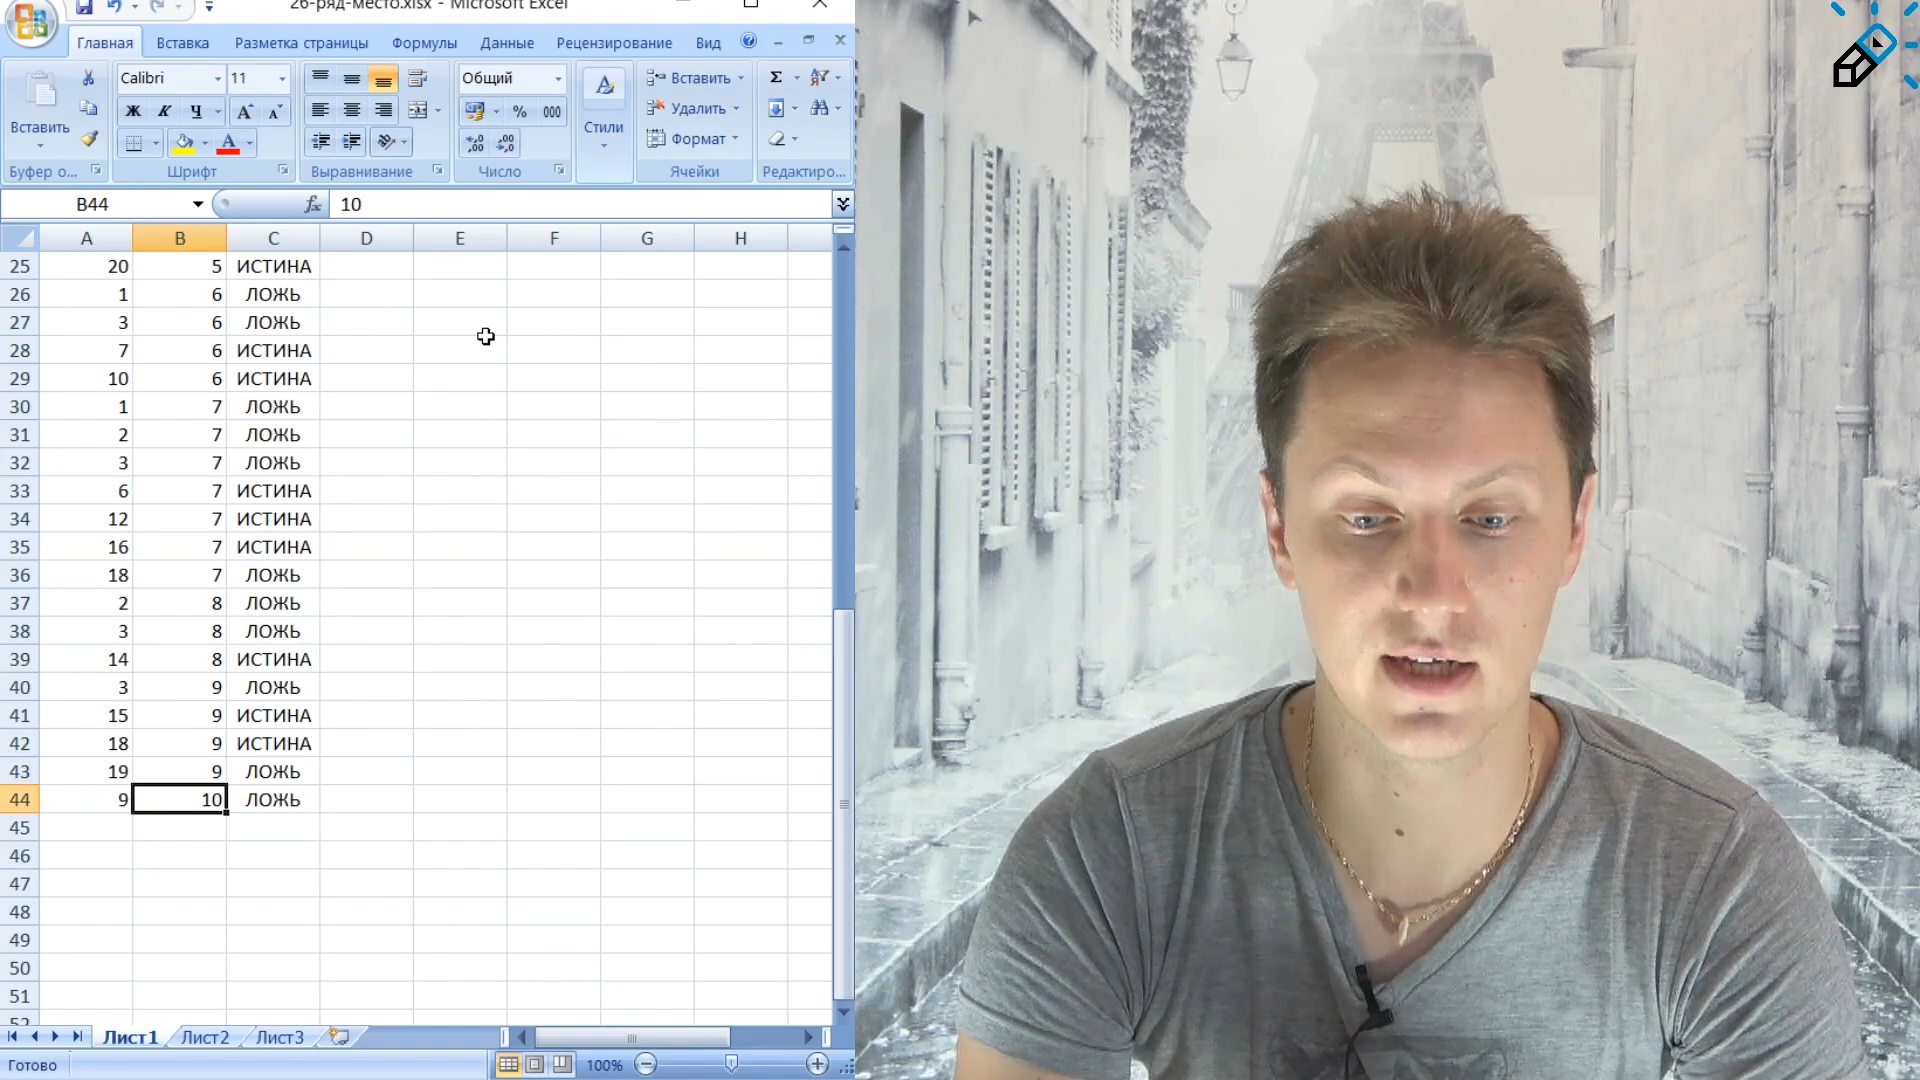 26-ряд-место.xlsx - Microsoft Excel
Главная Вставка Разметка страницы Формулы Данные Рецензирование Вид
Вставить
Calibri 11
Ж К Ч
Общий
% 000
Стили
Вставить
Удалить
Формат
Σ
Буфер о... Шрифт Выравнивание Число Ячейки Редактиро...
B44 fx 10
A B C D E F G H
25 20 5 ИСТИНА
26 1 6 ЛОЖЬ
27 3 6 ЛОЖЬ
28 7 6 ИСТИНА
29 10 6 ИСТИНА
30 1 7 ЛОЖЬ
31 2 7 ЛОЖЬ
32 3 7 ЛОЖЬ
33 6 7 ИСТИНА
34 12 7 ИСТИНА
35 16 7 ИСТИНА
36 18 7 ЛОЖЬ
37 2 8 ЛОЖЬ
38 3 8 ЛОЖЬ
39 14 8 ИСТИНА
40 3 9 ЛОЖЬ
41 15 9 ИСТИНА
42 18 9 ИСТИНА
43 19 9 ЛОЖЬ
44 9 10 ЛОЖЬ
45
46
47
48
49
50
51
52
Лист1 Лист2 Лист3
Готово 100%